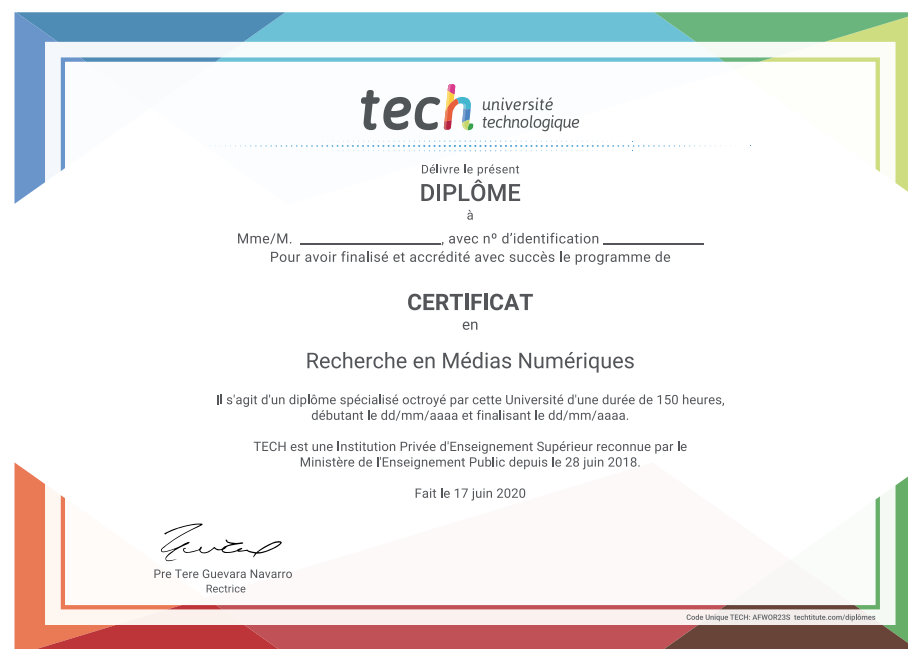 tech université
technologique
Délivre le présent
DIPLÔME
à
Mme/M. ____________________, avec nº d'identification ______________
Pour avoir finalisé et accrédité avec succès le programme de
CERTIFICAT
en
Recherche en Médias Numériques
Il s'agit d'un diplôme spécialisé octroyé par cette Université d'une durée de 150 heures,
débutant le dd/mm/aaaa et finalisant le dd/mm/aaaa.
TECH est une Institution Privée d'Enseignement Supérieur reconnue par le
Ministère de l'Enseignement Public depuis le 28 juin 2018.
Fait le 17 juin 2020
Pre Tere Guevara Navarro
Rectrice
Code Unique TECH: AFWOR23S techtitute.com/diplômes